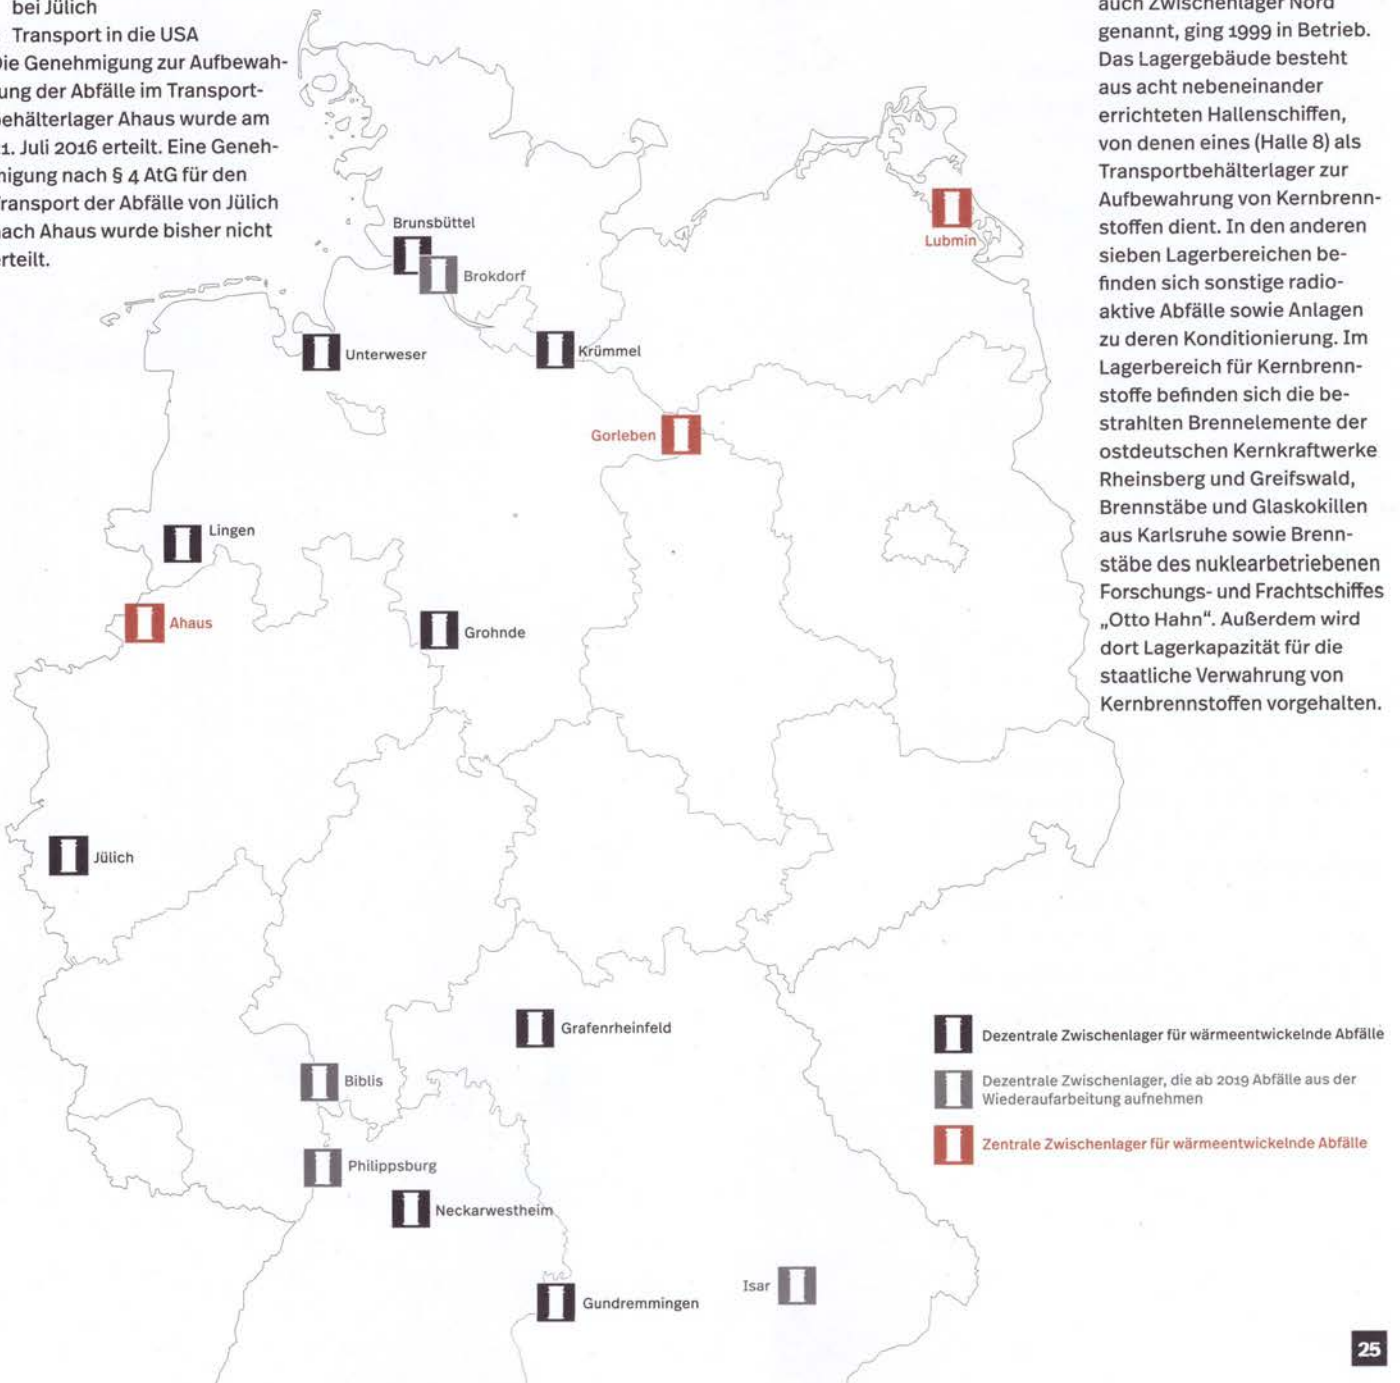 bei Jülich
Transport in die USA
ie Genehmigung zur Aufbewah-
ung der Abfälle im Transport-
ehälterlager Ahaus wurde am
1. Juli 2016 erteilt. Eine Geneh-
igung nach § 4 AtG für den
ransport der Abfälle von Jülich
ach Ahaus wurde bisher nicht
rteilt.
auch Zwischenlager Nord
genannt, ging 1999 in Betrieb.
Das Lagergebäude besteht
aus acht nebeneinander
errichteten Hallenschiffen,
von denen eines (Halle 8) als
Transportbehälterlager zur
Aufbewahrung von Kernbrenn-
stoffen dient. In den anderen
sieben Lagerbereichen be-
finden sich sonstige radio-
aktive Abfälle sowie Anlagen
zu deren Konditionierung. Im
Lagerbereich für Kernbrenn-
stoffe befinden sich die be-
strahlten Brennelemente der
ostdeutschen Kernkraftwerke
Rheinsberg und Greifswald,
Brennstäbe und Glaskokillen
aus Karlsruhe sowie Brenn-
stäbe des nuklearbetriebenen
Forschungs- und Frachtschiffes
„Otto Hahn“. Außerdem wird
dort Lagerkapazität für die
staatliche Verwahrung von
Kernbrennstoffen vorgehalten.
Brunsbüttel
Brokdorf
Lubmin
Unterweser
Krümmel
Gorleben
Lingen
Ahaus
Grohnde
Jülich
Grafenrheinfeld
Biblis
Philippsburg
Neckarwestheim
Isar
Gundremmingen
Dezentrale Zwischenlager für wärmeentwickelnde Abfälle
Dezentrale Zwischenlager, die ab 2019 Abfälle aus der
Wiederaufarbeitung aufnehmen
Zentrale Zwischenlager für wärmeentwickelnde Abfälle
25